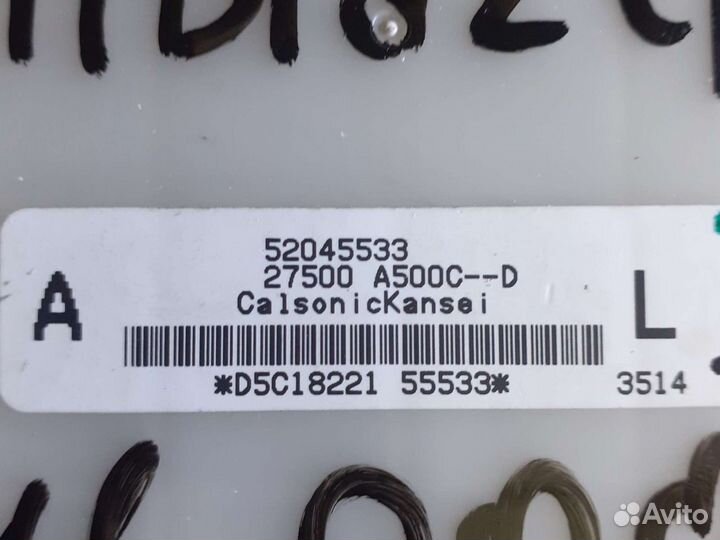 52045533
27500 A500C--D
A
CalsonicKansei
L
*D5C18221 55533*
3514
Avito